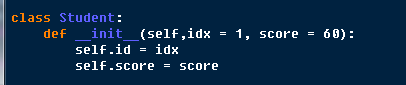 class Student:
    def __init__(self,idx = 1, score = 60):
        self.id = idx
        self.score = score